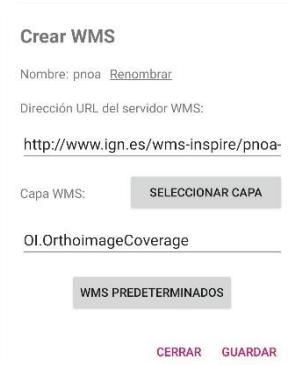 Crear WMS
Nombre: pnoa Renombrar
Dirección URL del servidor WMS:
http://www.ign.es/wms-inspire/pnoa-
Capa WMS: SELECCIONAR CAPA
OI.OrthoimageCoverage
WMS PREDETERMINADOS
CERRAR GUARDAR